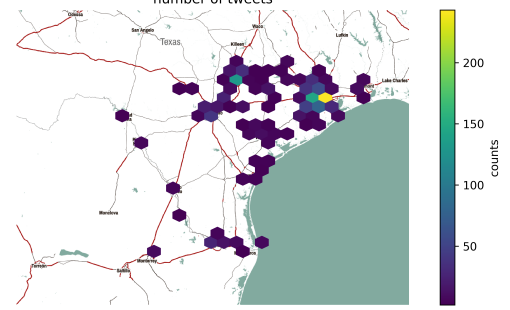 number of tweets
Odessa
Waco
San Angelo
Texas
Killeen
Lufkin
Lake Charles
Monclova
Monterrey
Torreón
Saltillo
200
150
100
50
counts